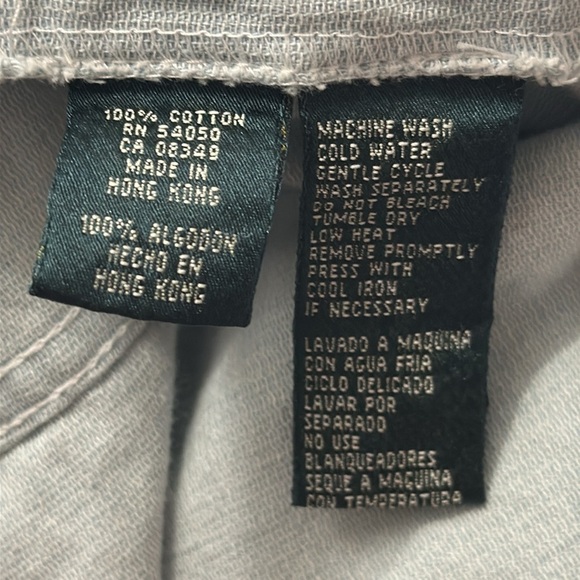 100% COTTON
RN 54050
CA 08349
MADE IN
HONG KONG
100% ALGODON
HECHO EN
HONG KONG
MACHINE WASH
COLD WATER
GENTLE CYCLE
WASH SEPARATELY
DO NOT BLEACH
TUMBLE DRY
LOW HEAT
REMOVE PROMPTLY
PRESS WITH
COOL IRON
IF NECESSARY
LAVADO A MAQUINA
CON AGUA FRIA
CICLO DELICADO
LAVAR POR
SEPARADO
NO USE
BLANQUEADORES
SEQUE A MAQUINA
CON TEMPERATURA